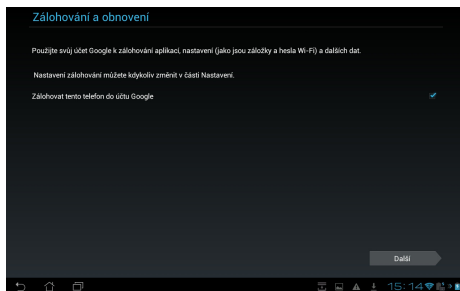 Zálohování a obnovení
Použijte svůj účet Google k zálohování aplikací, nastavení (jako jsou záložky a hesla Wi-Fi) a dalších dat.
Nastavení zálohování můžete kdykoliv změnit v části Nastavení.
Zálohovat tento telefon do účtu Google
Další
15:14